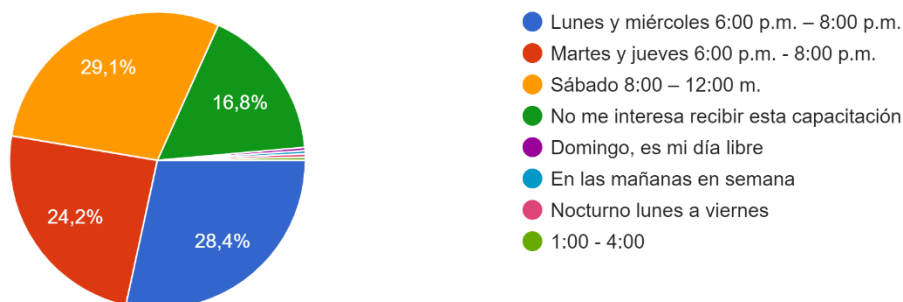 29,1%
16,8%
24,2%
28,4%
Lunes y miércoles 6:00 p.m. – 8:00 p.m.
Martes y jueves 6:00 p.m. - 8:00 p.m.
Sábado 8:00 – 12:00 m.
No me interesa recibir esta capacitación
Domingo, es mi día libre
En las mañanas en semana
Nocturno lunes a viernes
1:00 - 4:00